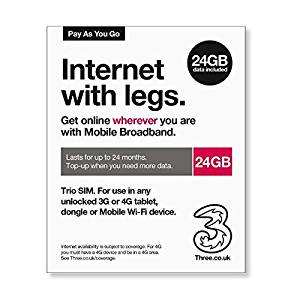 Pay As You Go
24GB
data included
Internet
with legs.
Get online wherever you are
with Mobile Broadband.
Lasts for up to 24 months.
Top-up when you need more data.
24GB
Trio SIM. For use in any
unlocked 3G or 4G tablet,
dongle or Mobile Wi-Fi device.
3
Internet availability is subject to coverage. For 4G
you must have a 4G device and be in a 4G area.
See Three.co.uk/coverage.
Three.co.uk